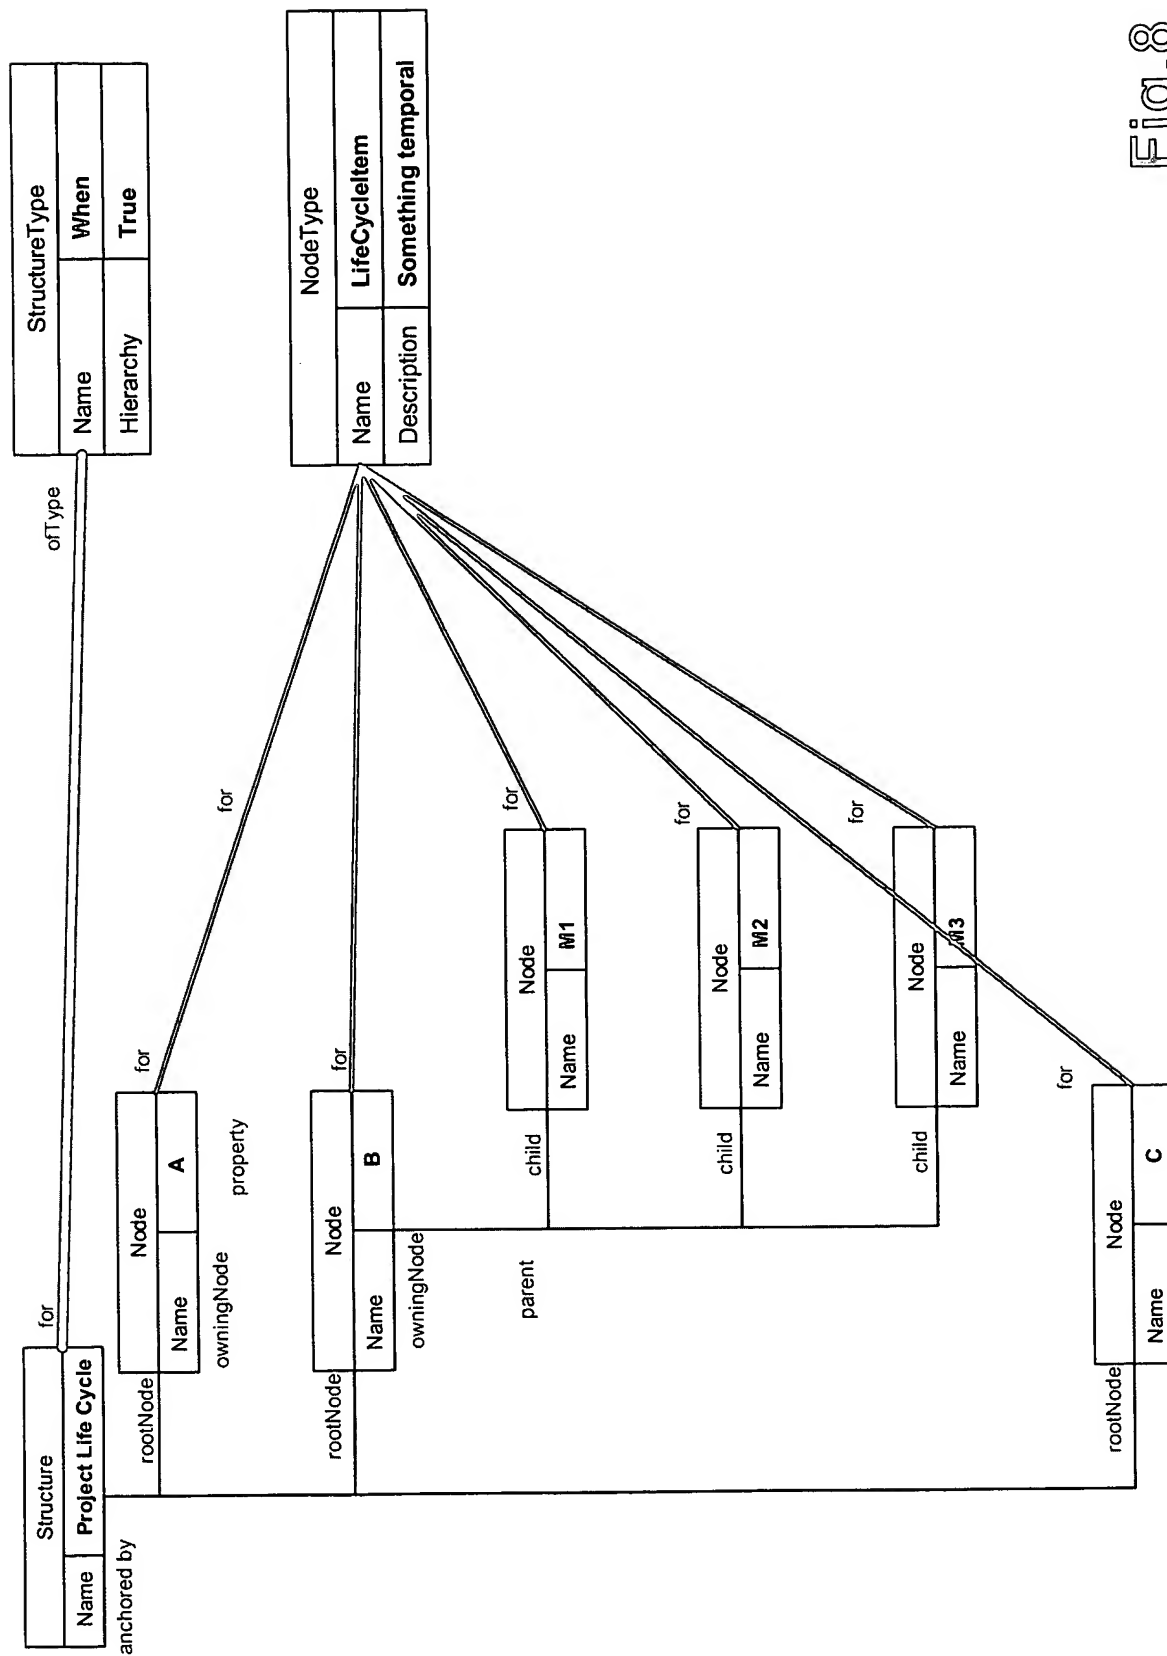 Structure
Name Project Life Cycle
anchored by
for
ofType
StructureType
Name When
Hierarchy True
rootNode
Node
Name A
owningNode
property
for
for
rootNode
Node
Name B
owningNode
for
parent
NodeType
Name LifeCycleItem
Description Something temporal
child
Node
Name M1
for
child
Node
Name M2
for
child
Node
Name M3
for
rootNode
Node
Name C
for
Fig.8